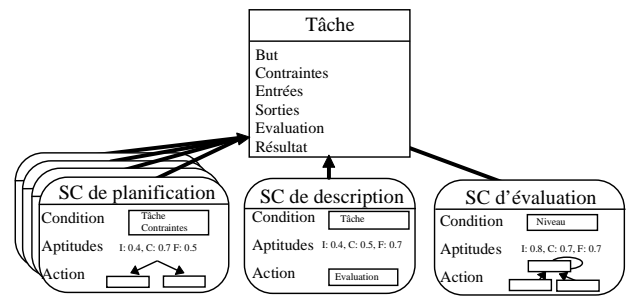 Tâche
But
Contraintes
Entrées
Sorties
Evaluation
Résultat
SC de planification
Condition
Tâche
Contraintes
Aptitudes I: 0.4, C: 0.7 F: 0.5
Action
SC de description
Condition
Tâche
Aptitudes I: 0.4, C: 0.5, F: 0.7
Action
Evaluation
SC d'évaluation
Condition
Niveau
Aptitudes I: 0.8, C: 0.7, F: 0.7
Action